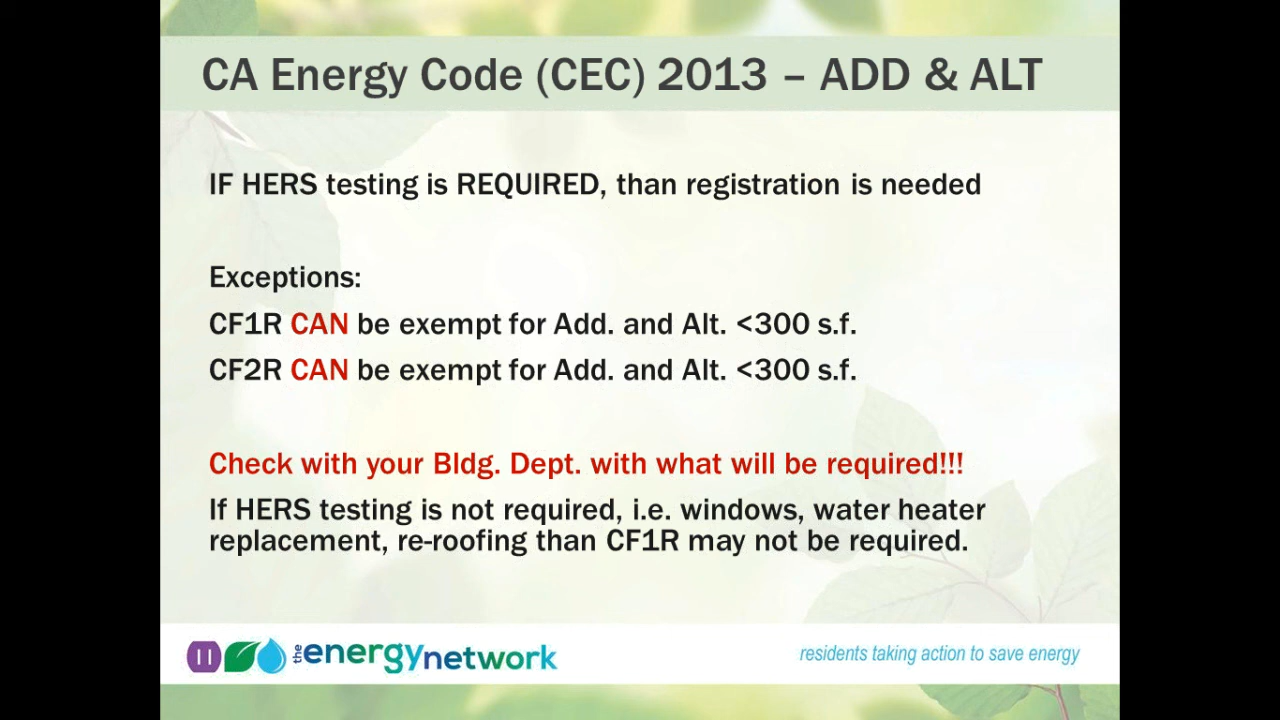 CA Energy Code (CEC) 2013 – ADD & ALT
IF HERS testing is REQUIRED, than registration is needed
Exceptions:
CF1R CAN be exempt for Add. and Alt. <300 s.f.
CF2R CAN be exempt for Add. and Alt. <300 s.f.
Check with your Bldg. Dept. with what will be required!!!
If HERS testing is not required, i.e. windows, water heater
replacement, re-roofing than CF1R may not be required.
the energynetwork
residents taking action to save energy